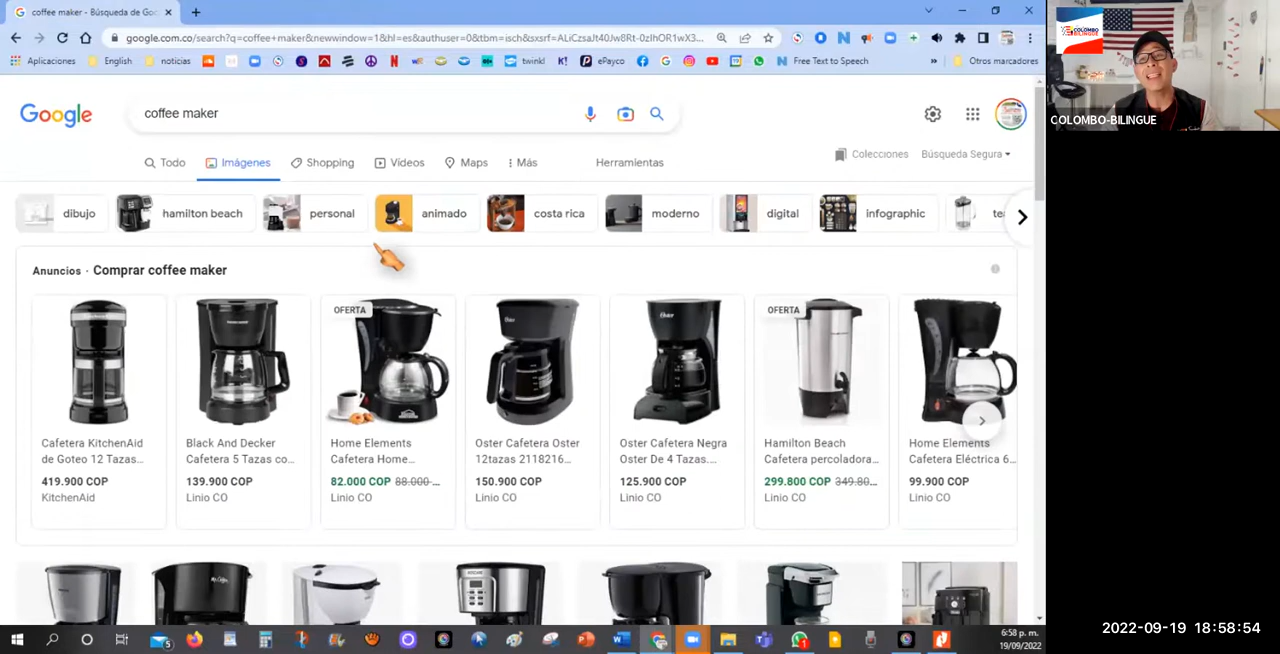 coffee maker - Búsqueda de Goo
google.com.co/search?q=coffee+maker&newwindow=1&hl=es&authuser=0&tbm=isch&sxsrf=ALiCzsaJt40Jw8Rt-0zIhOR1wX3...
Aplicaciones English noticias twinkl K! ePayco Free Text to Speech » Otros marcadores
COLOMBO BILINGUE
COLOMBO-BILINGUE
Google coffee maker
Todo Imágenes Shopping Vídeos Maps Más Herramientas Colecciones Búsqueda Segura
dibujo hamilton beach personal animado costa rica moderno digital infographic te
Anuncios · Comprar coffee maker
OFERTA OFERTA
Cafetera KitchenAid
de Goteo 12 Tazas...
419.900 COP
KitchenAid
Black And Decker
Cafetera 5 Tazas co...
139.900 COP
Linio CO
Home Elements
Cafetera Home...
82.000 COP 88.000 ...
Linio CO
Oster Cafetera Oster
12tazas 2118216...
150.900 COP
Linio CO
Oster Cafetera Negra
Oster De 4 Tazas....
125.900 COP
Linio CO
Hamilton Beach
Cafetera percoladora...
299.800 COP 349.80...
Linio CO
Home Elements
Cafetera Eléctrica 6...
99.900 COP
Linio CO
6:58 p. m.
19/09/2022
2022-09-19 18:58:54